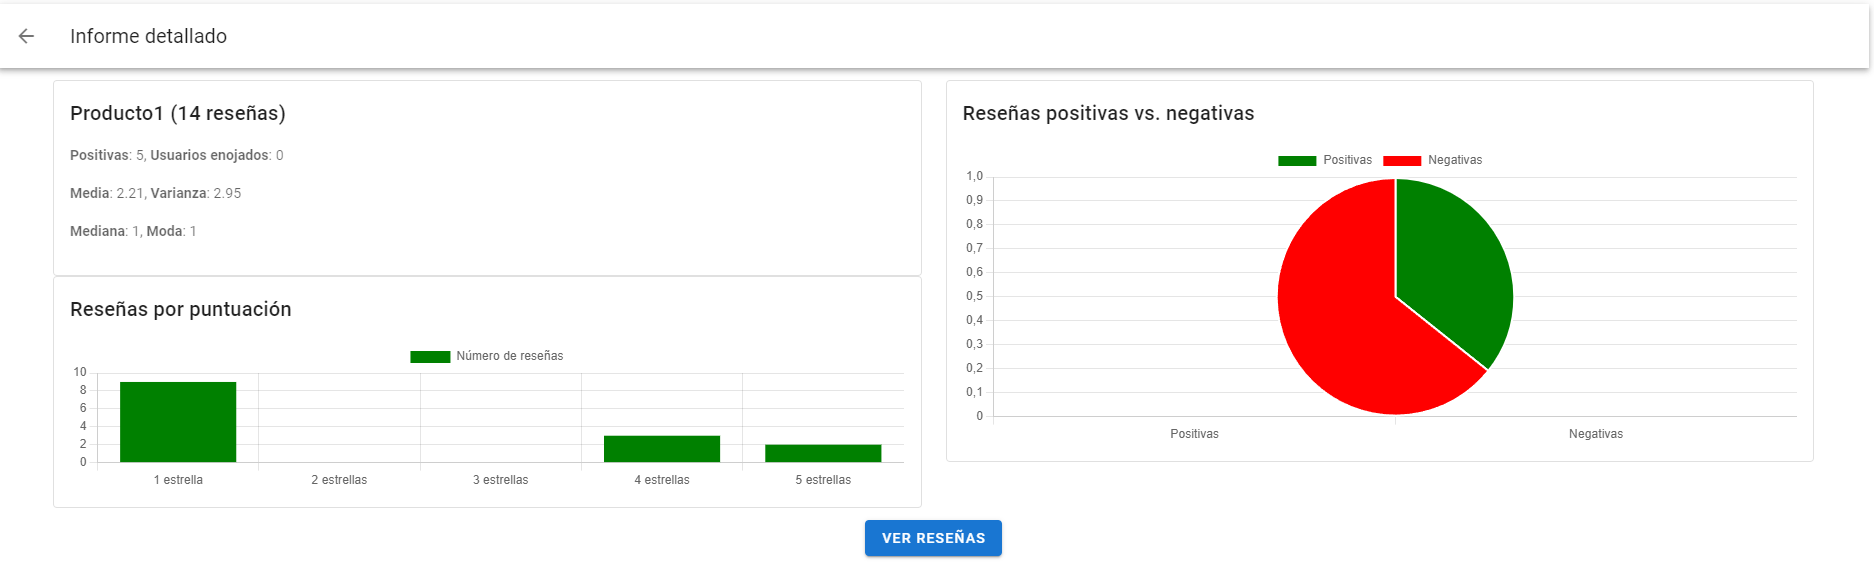 Informe detallado
Producto1 (14 reseñas)
Positivas: 5, Usuarios enojados: 0
Media: 2.21, Varianza: 2.95
Mediana: 1, Moda: 1
Reseñas por puntuación
Número de reseñas
10
8
6
4
2
0
1 estrella
2 estrellas
3 estrellas
4 estrellas
5 estrellas
Reseñas positivas vs. negativas
Positivas
Negativas
1,0
0,9
0,8
0,7
0,6
0,5
0,4
0,3
0,2
0,1
0
Positivas
Negativas
VER RESEÑAS